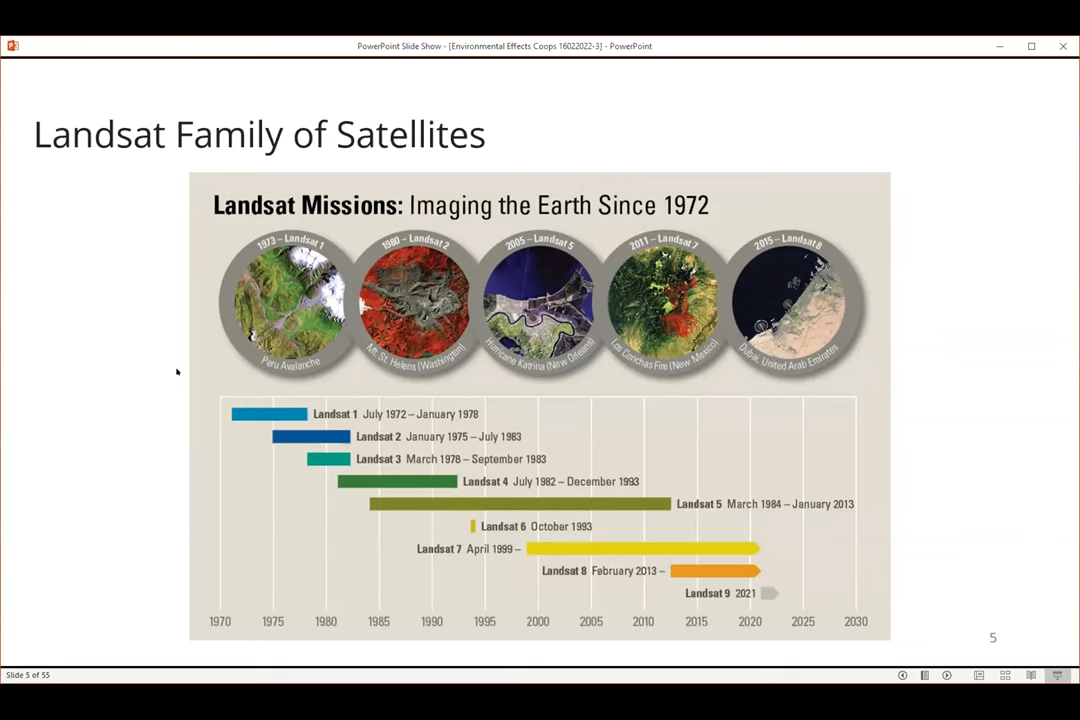 PowerPoint Slide Show - [Environmental Effects Coops 16022022-3] - PowerPoint
Landsat Family of Satellites
Landsat Missions: Imaging the Earth Since 1972
1973 – Landsat 1
1980 – Landsat 2
2005 – Landsat 5
2011 – Landsat 7
2015 – Landsat 8
Peru Avalanche
Mt. St. Helens (Washington)
Hurricane Katrina (New Orleans)
Los Conchas Fire (New Mexico)
Dubai, United Arab Emirates
Landsat 1 July 1972 – January 1978
Landsat 2 January 1975 – July 1983
Landsat 3 March 1978 – September 1983
Landsat 4 July 1982 – December 1993
Landsat 5 March 1984 – January 2013
Landsat 6 October 1993
Landsat 7 April 1999 –
Landsat 8 February 2013 –
Landsat 9 2021
1970 1975 1980 1985 1990 1995 2000 2005 2010 2015 2020 2025 2030
5
Slide 5 of 55